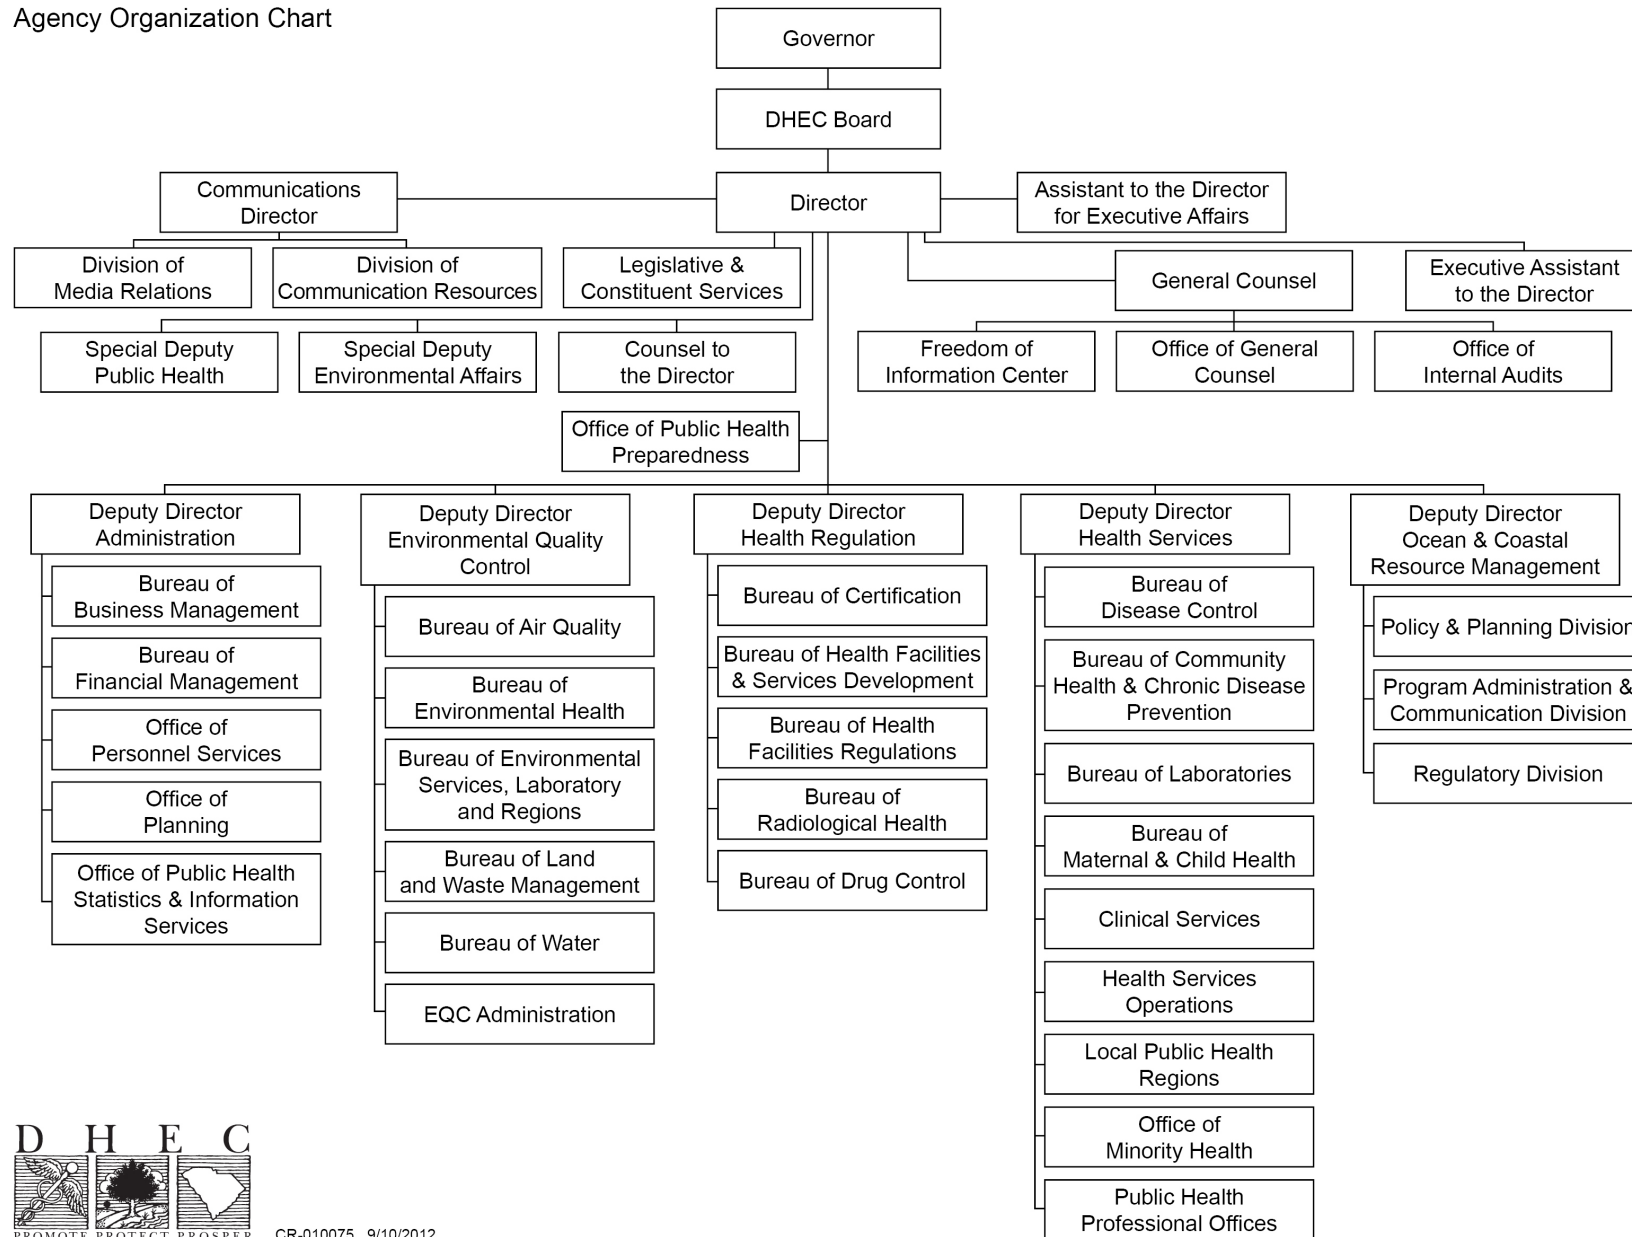 Agency Organization Chart
Governor
DHEC Board
Communications
Director
Director
Assistant to the Director
for Executive Affairs
Division of
Media Relations
Division of
Communication Resources
Legislative &
Constituent Services
General Counsel
Executive Assistant
to the Director
Special Deputy
Public Health
Special Deputy
Environmental Affairs
Counsel to
the Director
Freedom of
Information Center
Office of General
Counsel
Office of
Internal Audits
Office of Public Health
Preparedness
Deputy Director
Administration
Bureau of
Business Management
Bureau of
Financial Management
Office of
Personnel Services
Office of
Planning
Office of Public Health
Statistics & Information
Services
Deputy Director
Environmental Quality
Control
Bureau of Air Quality
Bureau of
Environmental Health
Bureau of Environmental
Services, Laboratory
and Regions
Bureau of Land
and Waste Management
Bureau of Water
EQC Administration
Deputy Director
Health Regulation
Bureau of Certification
Bureau of Health Facilities
& Services Development
Bureau of Health
Facilities Regulations
Bureau of
Radiological Health
Bureau of Drug Control
Deputy Director
Health Services
Bureau of
Disease Control
Bureau of Community
Health & Chronic Disease
Prevention
Bureau of Laboratories
Bureau of
Maternal & Child Health
Clinical Services
Health Services
Operations
Local Public Health
Regions
Office of
Minority Health
Public Health
Professional Offices
Deputy Director
Ocean & Coastal
Resource Management
Policy & Planning Division
Program Administration &
Communication Division
Regulatory Division
D H E C
PROMOTE PROTECT PROSPER
CR-010075 9/10/2012